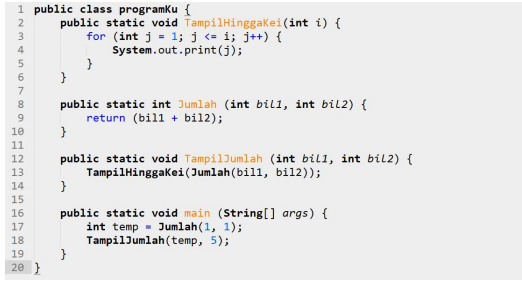 1 public class programKu {
2     public static void TampilHinggaKei(int i) {
3         for (int j = 1; j <= i; j++) {
4             System.out.print(j);
5         }
6     }
7
8     public static int Jumlah (int bil1, int bil2) {
9         return (bil1 + bil2);
10     }
11
12     public static void TampilJumlah (int bil1, int bil2) {
13         TampilHinggaKei(Jumlah(bil1, bil2));
14     }
15
16     public static void main (String[] args) {
17         int temp = Jumlah(1, 1);
18         TampilJumlah(temp, 5);
19     }
20 }